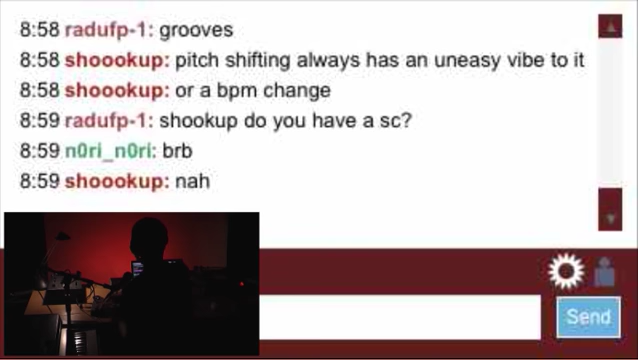 8:58 radufp-1: grooves
8:58 shoookup: pitch shifting always has an uneasy vibe to it
8:58 shoookup: or a bpm change
8:59 radufp-1: shookup do you have a sc?
8:59 n0ri_n0ri: brb
8:59 shoookup: nah
Send